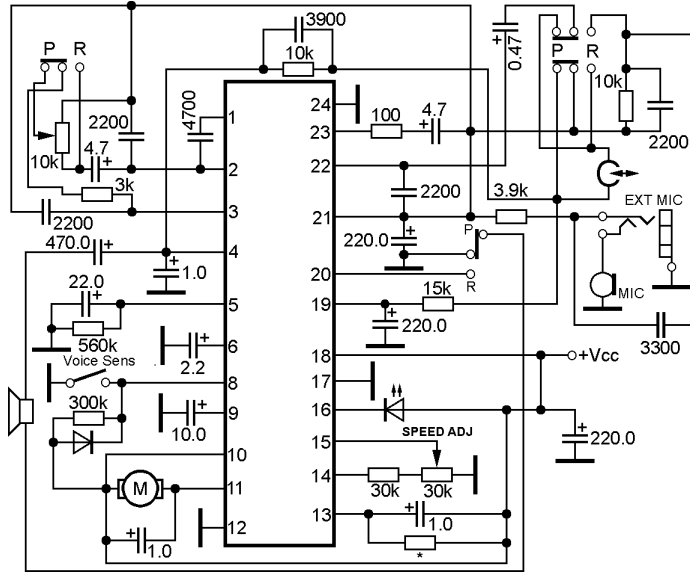 3900
10k
P R
P R
0.47
10k
2200
1
24
4700
100
4.7
23
2200
10k
4.7
2
22
2200
3k
3
21
3.9k
EXT MIC
2200
470.0
4
220.0
P
R
20
MIC
1.0
22.0
5
19
15k
220.0
560k
3300
Voice Sens
6
2.2
18
+Vcc
17
8
300k
9
10.0
16
SPEED ADJ
220.0
10
15
M
11
14
30k
30k
12
13
1.0
1.0
*